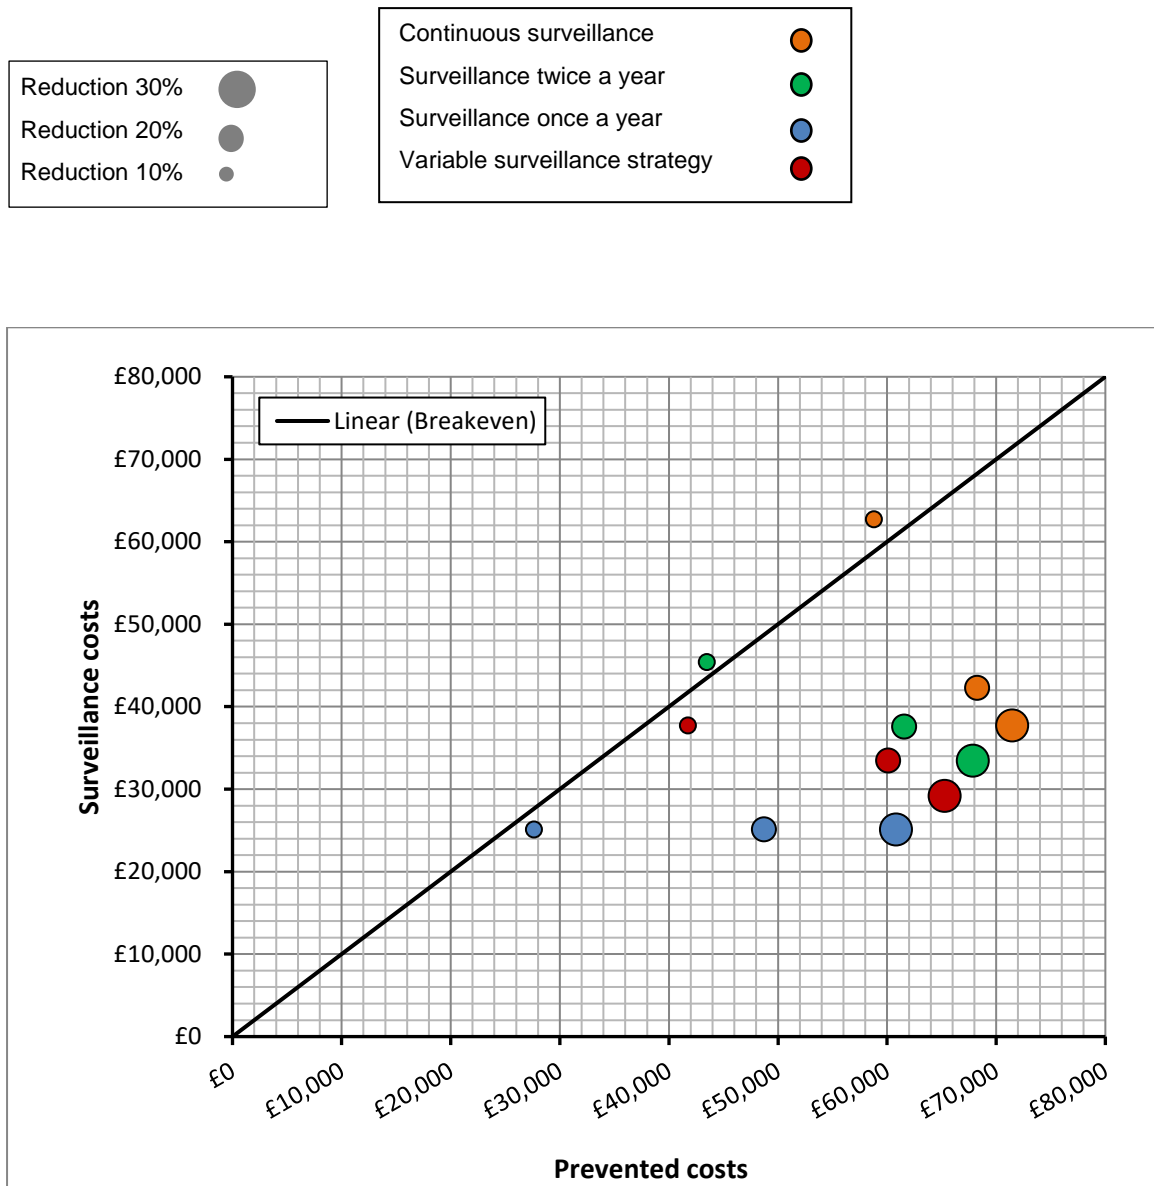 Reduction 30%
Reduction 20%
Reduction 10%
Continuous surveillance
Surveillance twice a year
Surveillance once a year
Variable surveillance strategy
£80,000
£70,000
£60,000
£50,000
£40,000
£30,000
£20,000
£10,000
£0
Linear (Breakeven)
Surveillance costs
£0
£10,000
£20,000
£30,000
£40,000
£50,000
£60,000
£70,000
£80,000
Prevented costs